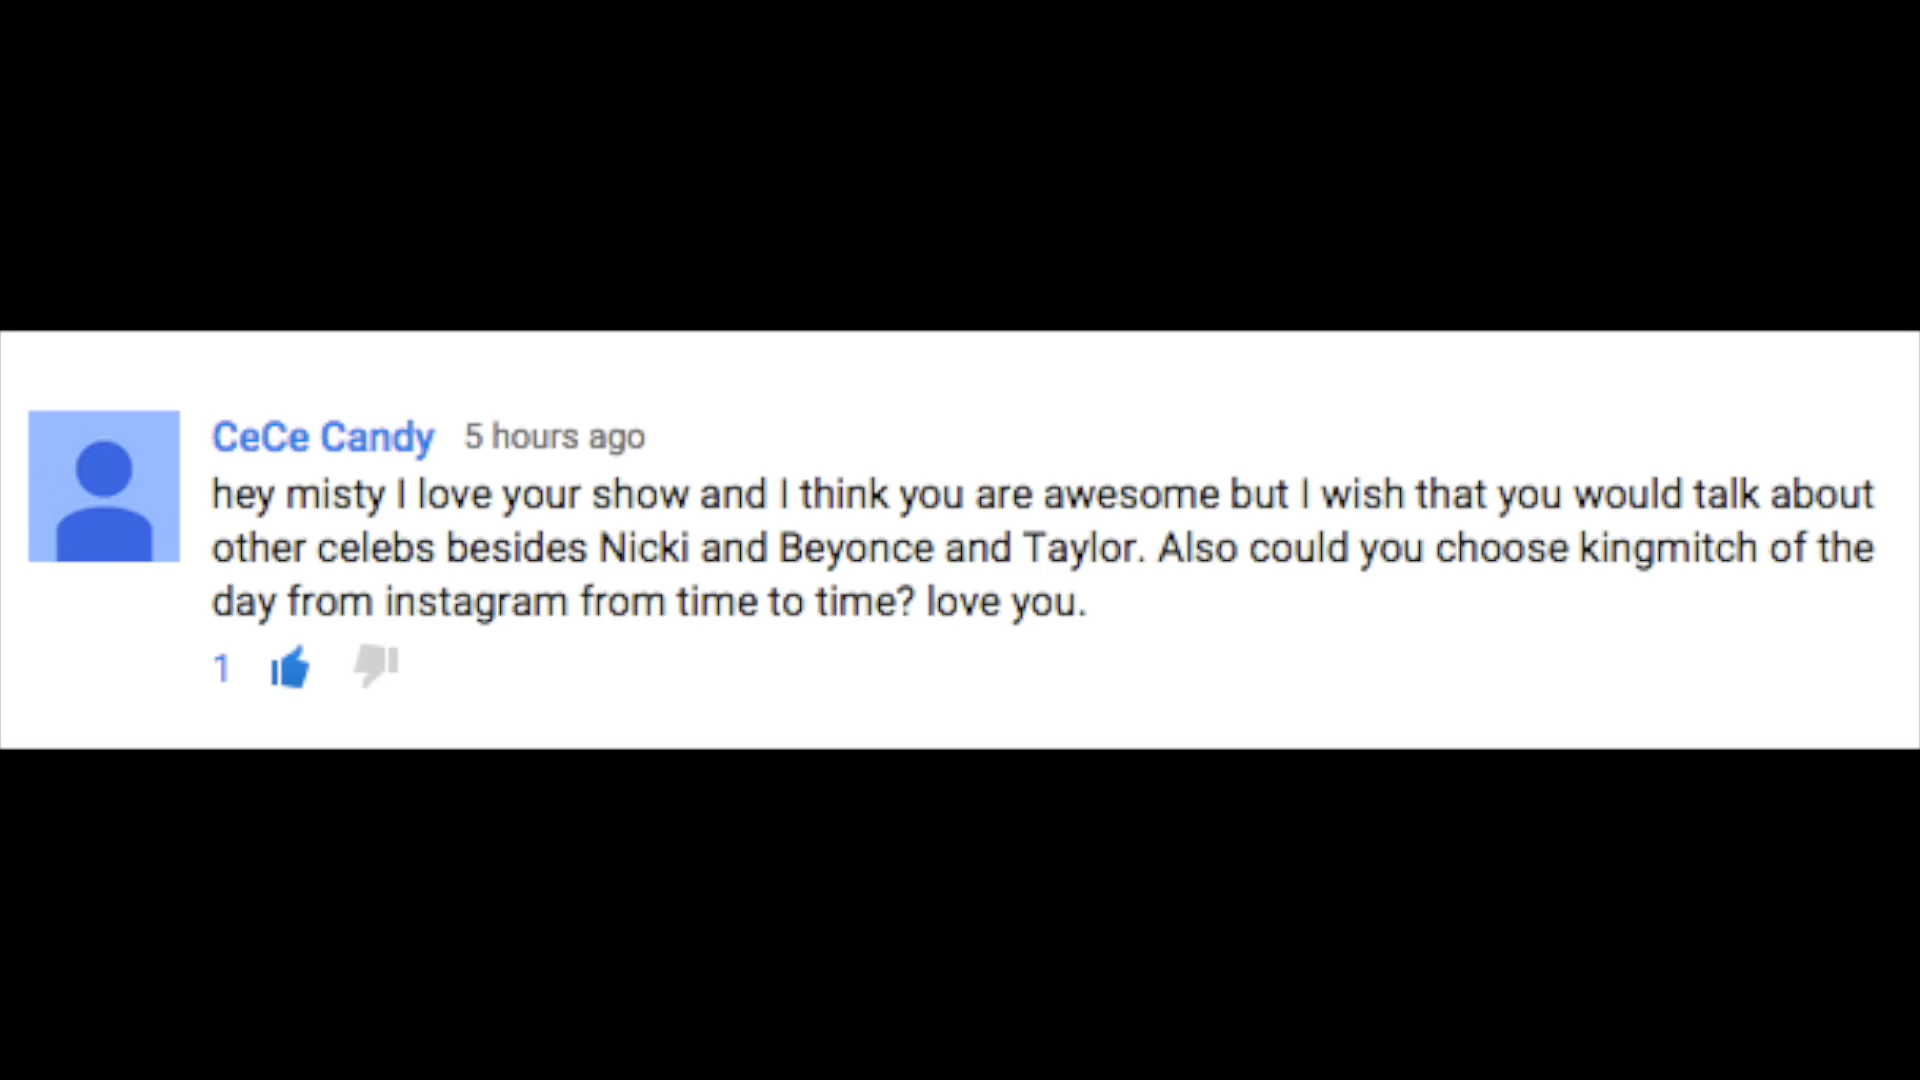 CeCe Candy 5 hours ago
hey misty I love your show and I think you are awesome but I wish that you would talk about
other celebs besides Nicki and Beyonce and Taylor. Also could you choose kingmitch of the
day from instagram from time to time? love you.
1